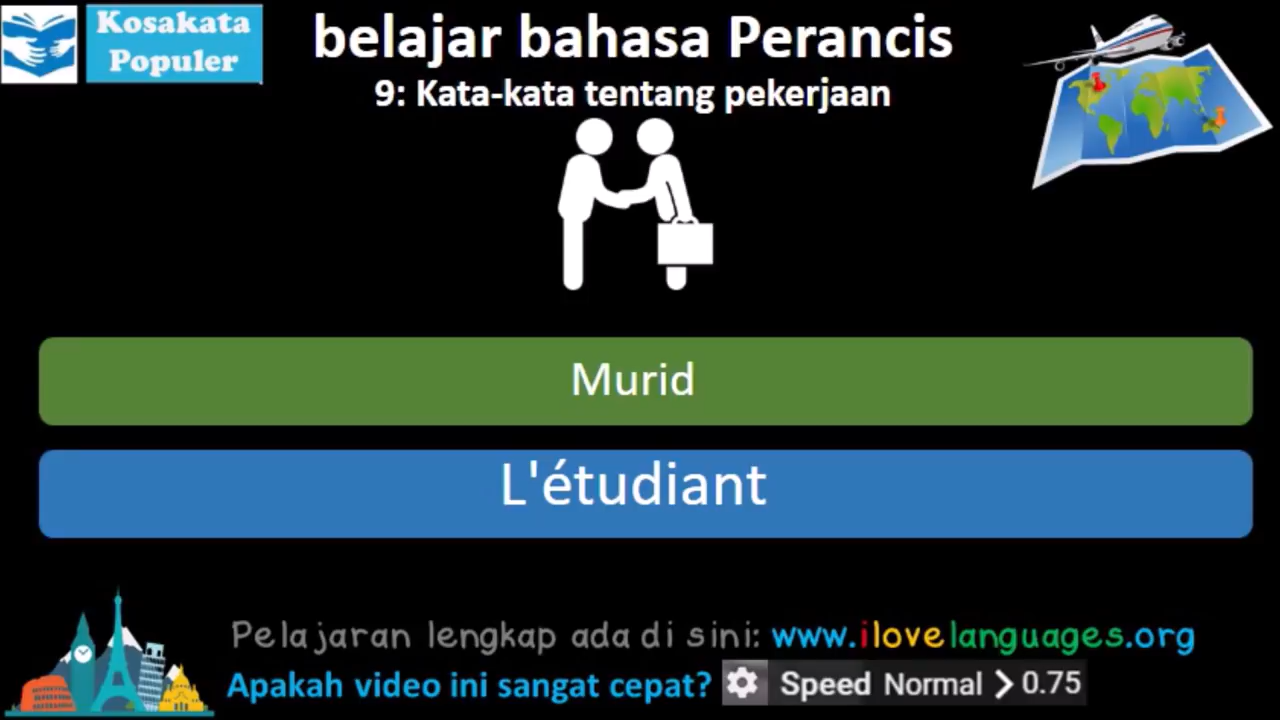 Kosakata
Populer
belajar bahasa Perancis
9: Kata-kata tentang pekerjaan
Murid
L'étudiant
Pelajaran lengkap ada di sini: www.ilovelanguages.org
Apakah video ini sangat cepat? Speed Normal > 0.75